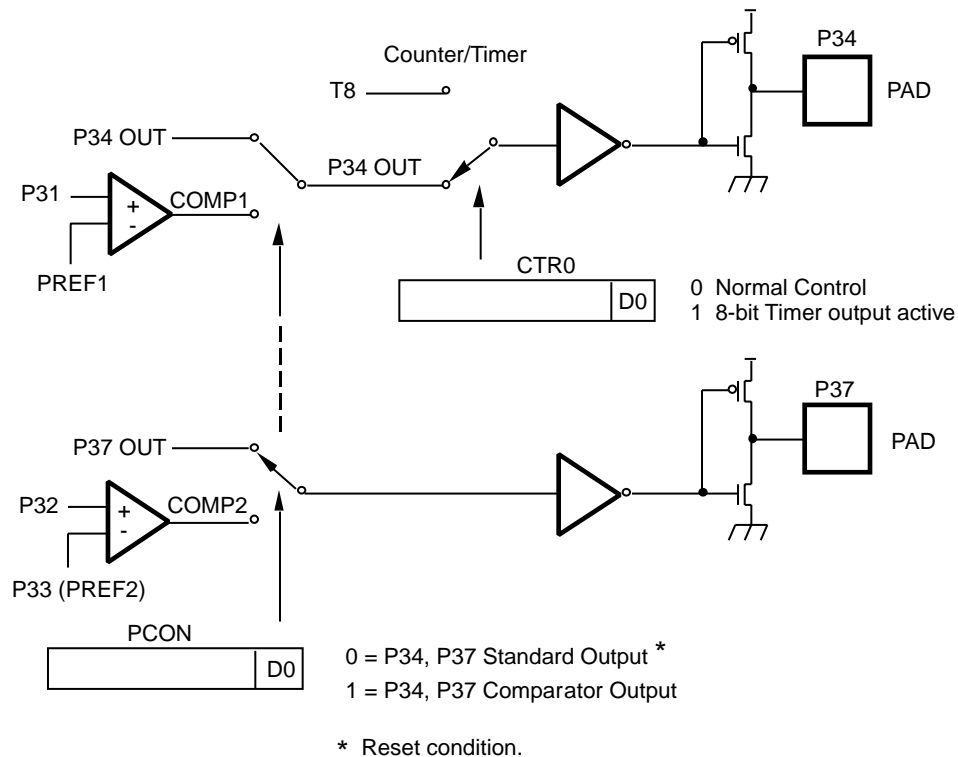 P34
Counter/Timer
T8
PAD
P34 OUT
P34 OUT
P31
COMP1
+
-
PREF1
CTR0
D0
0 Normal Control
1 8-bit Timer output active
P37
P37 OUT
PAD
P32
COMP2
+
-
P33 (PREF2)
PCON
D0
0 = P34, P37 Standard Output *
1 = P34, P37 Comparator Output
* Reset condition.